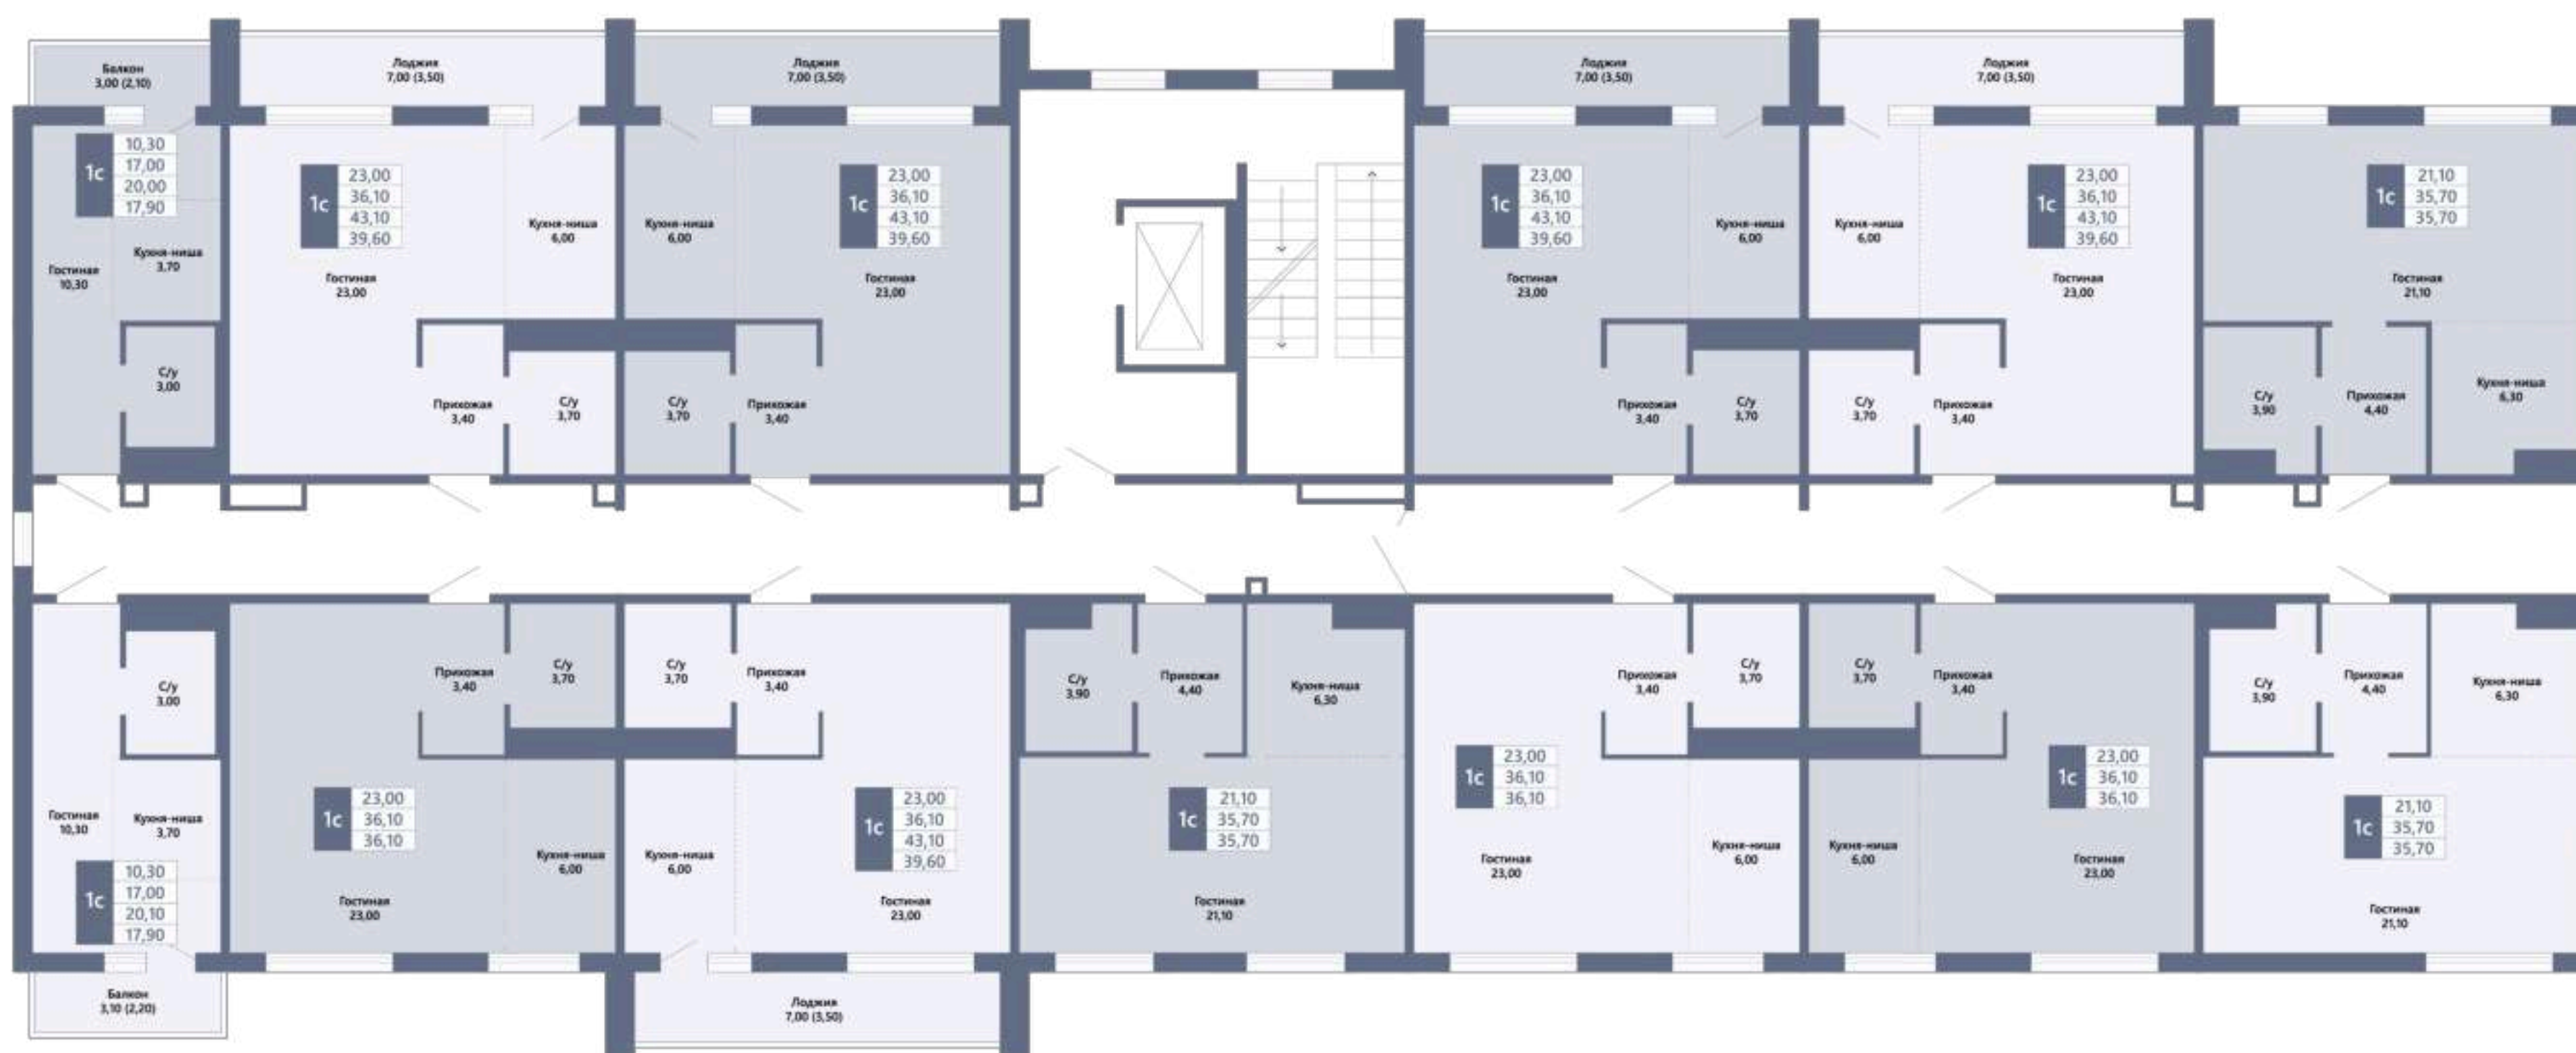 Балкон
3,00 (2,10)
1с
10,30
17,00
20,00
17,90
Гостиная
10,30
Кухня-ниша
3,70
С/у
3,00
Лоджия
7,00 (3,50)
1с
23,00
36,10
43,10
39,60
Кухня-ниша
6,00
Гостиная
23,00
Прихожая
3,40
С/у
3,70
Лоджия
7,00 (3,50)
Кухня-ниша
6,00
1с
23,00
36,10
43,10
39,60
Гостиная
23,00
С/у
3,70
Прихожая
3,40
Лоджия
7,00 (3,50)
1с
23,00
36,10
43,10
39,60
Кухня-ниша
6,00
Гостиная
23,00
Прихожая
3,40
С/у
3,70
Лоджия
7,00 (3,50)
Кухня-ниша
6,00
1с
23,00
36,10
43,10
39,60
Гостиная
23,00
С/у
3,70
Прихожая
3,40
1с
21,10
35,70
35,70
Гостиная
21,10
С/у
3,90
Прихожая
4,40
Кухня-ниша
6,30
С/у
3,00
Гостиная
10,30
Кухня-ниша
3,70
1с
10,30
17,00
20,10
17,90
Балкон
3,10 (2,20)
Прихожая
3,40
С/у
3,70
1с
23,00
36,10
36,10
Кухня-ниша
6,00
Гостиная
23,00
С/у
3,70
Прихожая
3,40
Кухня-ниша
6,00
1с
23,00
36,10
43,10
39,60
Гостиная
23,00
Лоджия
7,00 (3,50)
С/у
3,90
Прихожая
4,40
Кухня-ниша
6,30
1с
21,10
35,70
35,70
Гостиная
21,10
Прихожая
3,40
С/у
3,70
1с
23,00
36,10
36,10
Гостиная
23,00
Кухня-ниша
6,00
С/у
3,70
Прихожая
3,40
1с
23,00
36,10
36,10
Кухня-ниша
6,00
Гостиная
23,00
С/у
3,90
Прихожая
4,40
Кухня-ниша
6,30
1с
21,10
35,70
35,70
Гостиная
21,10